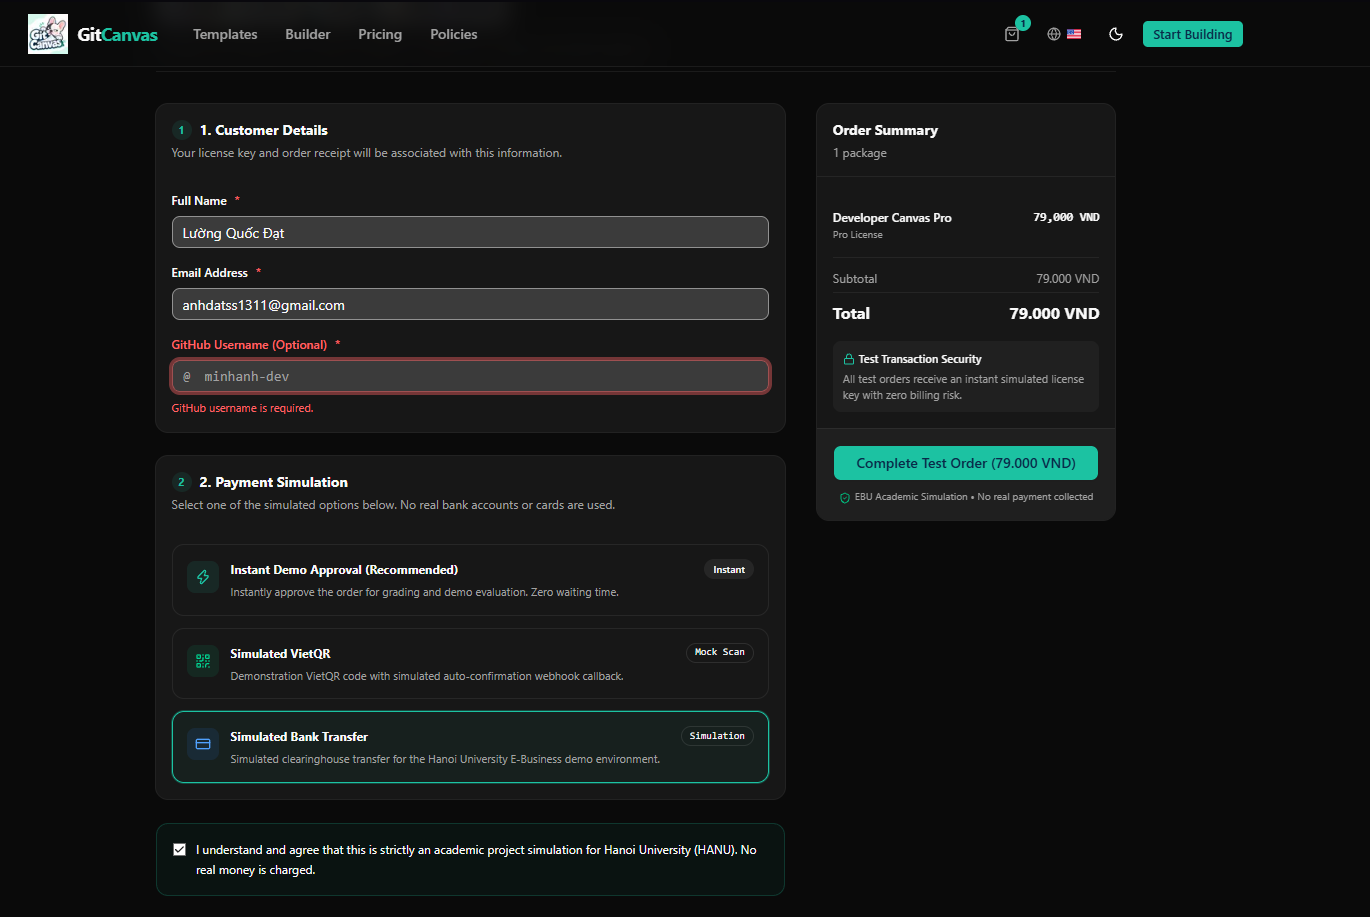 Git Canvas
GitCanvas
Templates
Builder
Pricing
Policies
1
Start Building
1
1. Customer Details
Your license key and order receipt will be associated with this information.
Full Name *
Lường Quốc Đạt
Email Address *
anhdatss1311@gmail.com
GitHub Username (Optional) *
@ minhanh-dev
GitHub username is required.
2
2. Payment Simulation
Select one of the simulated options below. No real bank accounts or cards are used.
Instant Demo Approval (Recommended)
Instant
Instantly approve the order for grading and demo evaluation. Zero waiting time.
Simulated VietQR
Mock Scan
Demonstration VietQR code with simulated auto-confirmation webhook callback.
Simulated Bank Transfer
Simulation
Simulated clearinghouse transfer for the Hanoi University E-Business demo environment.
I understand and agree that this is strictly an academic project simulation for Hanoi University (HANU). No
real money is charged.
Order Summary
1 package
Developer Canvas Pro
79,000 VND
Pro License
Subtotal
79.000 VND
Total
79.000 VND
Test Transaction Security
All test orders receive an instant simulated license
key with zero billing risk.
Complete Test Order (79.000 VND)
EBU Academic Simulation • No real payment collected